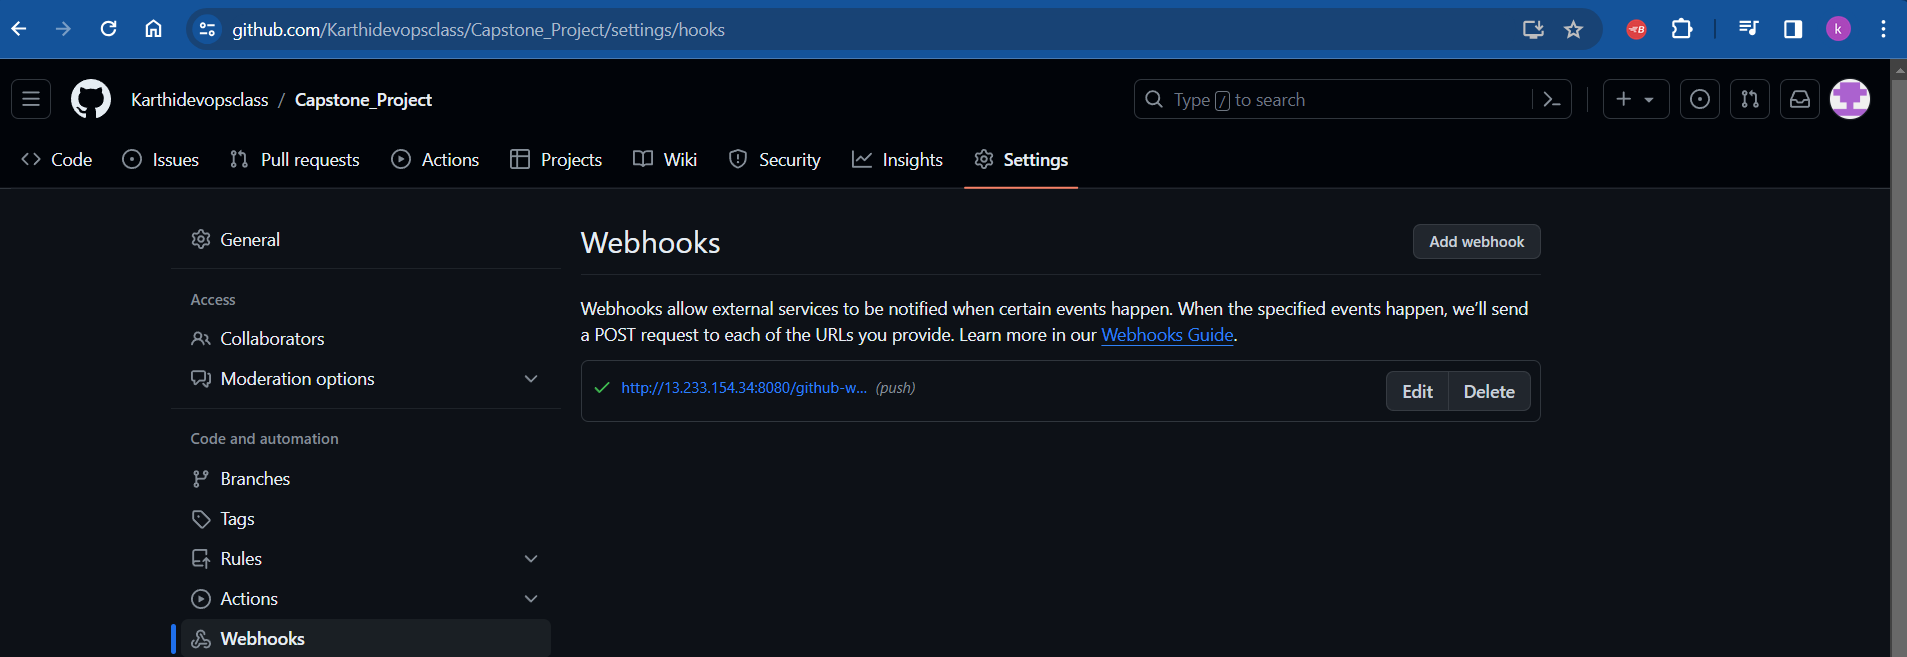 github.com/Karthidevopsclass/Capstone_Project/settings/hooks
B
k
Karthidevopsclass / Capstone_Project
Type / to search
Code Issues Pull requests Actions Projects Wiki Security Insights Settings
General
Access
Collaborators
Moderation options
Code and automation
Branches
Tags
Rules
Actions
Webhooks
Webhooks
Add webhook
Webhooks allow external services to be notified when certain events happen. When the specified events happen, we’ll send
a POST request to each of the URLs you provide. Learn more in our Webhooks Guide.
http://13.233.154.34:8080/github-w... (push)
Edit Delete